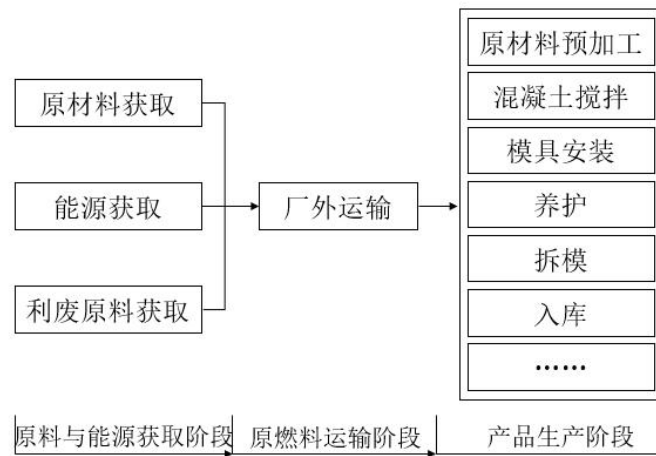 原材料获取
能源获取
利废原料获取
厂外运输
原材料预加工
混凝土搅拌
模具安装
养护
拆模
入库
……
原料与能源获取阶段
原燃料运输阶段
产品生产阶段